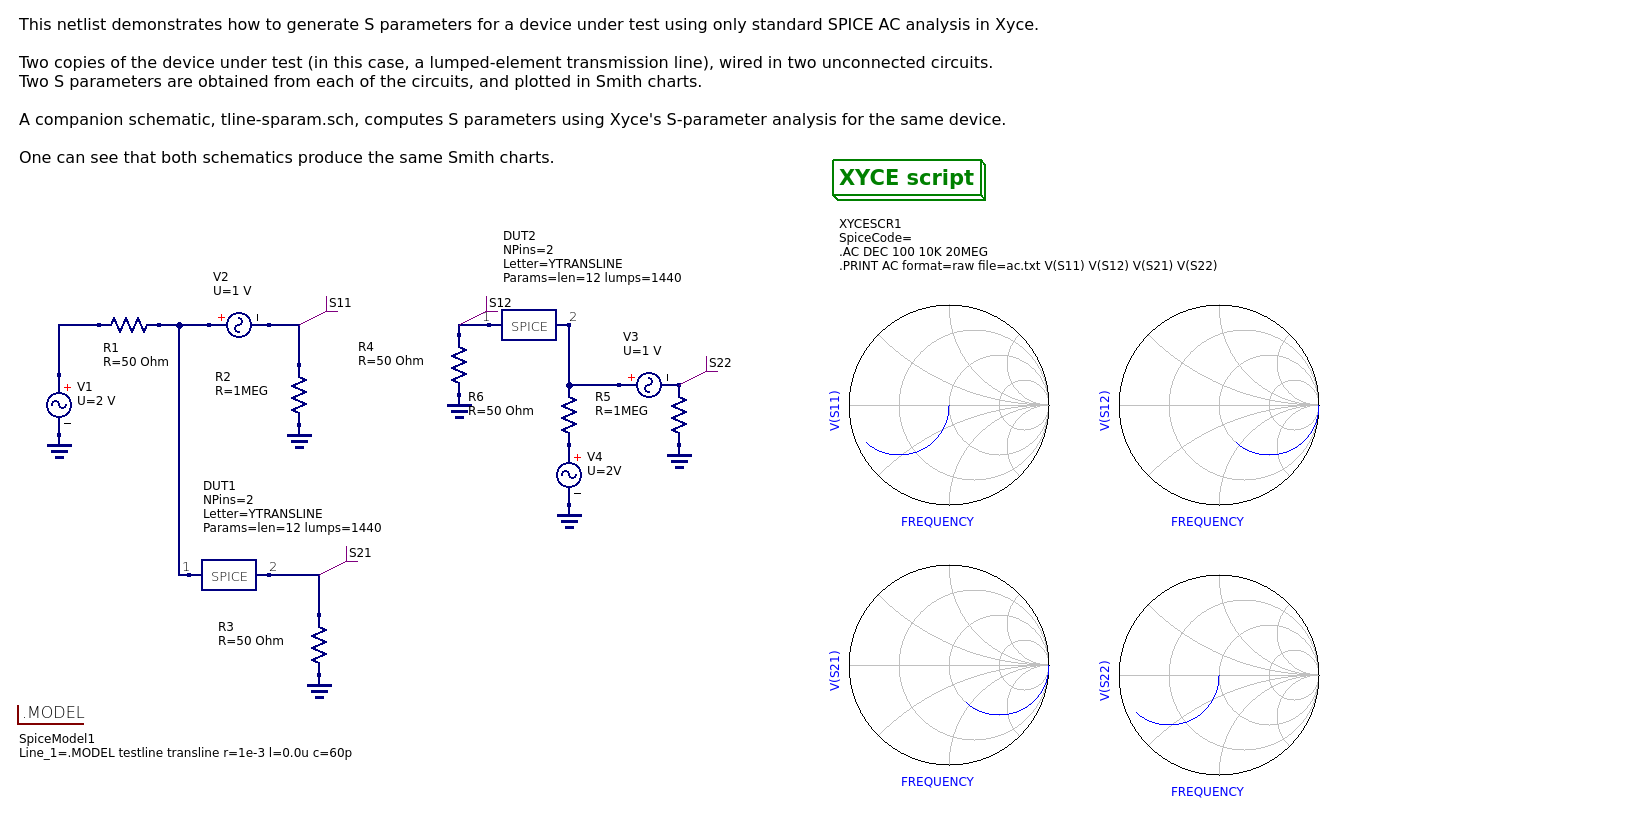 This netlist demonstrates how to generate S parameters for a device under test using only standard SPICE AC analysis in Xyce.
Two copies of the device under test (in this case, a lumped-element transmission line), wired in two unconnected circuits.
Two S parameters are obtained from each of the circuits, and plotted in Smith charts.
A companion schematic, tline-sparam.sch, computes S parameters using Xyce's S-parameter analysis for the same device.
One can see that both schematics produce the same Smith charts.
XYCE script
XYCESCR1
SpiceCode=
.AC DEC 100 10K 20MEG
.PRINT AC format=raw file=ac.txt V(S11) V(S12) V(S21) V(S22)
V2
U=1 V
S11
R1
R=50 Ohm
V1
U=2 V
R2
R=1MEG
R4
R=50 Ohm
DUT2
NPins=2
Letter=YTRANSLINE
Params=len=12 lumps=1440
S12
1
SPICE
2
V3
U=1 V
S22
R6
R=50 Ohm
R5
R=1MEG
V4
U=2V
DUT1
NPins=2
Letter=YTRANSLINE
Params=len=12 lumps=1440
S21
1
SPICE
2
R3
R=50 Ohm
.MODEL
SpiceModel1
Line_1=.MODEL testline transline r=1e-3 l=0.0u c=60p
V(S11)
FREQUENCY
V(S12)
FREQUENCY
V(S21)
FREQUENCY
V(S22)
FREQUENCY